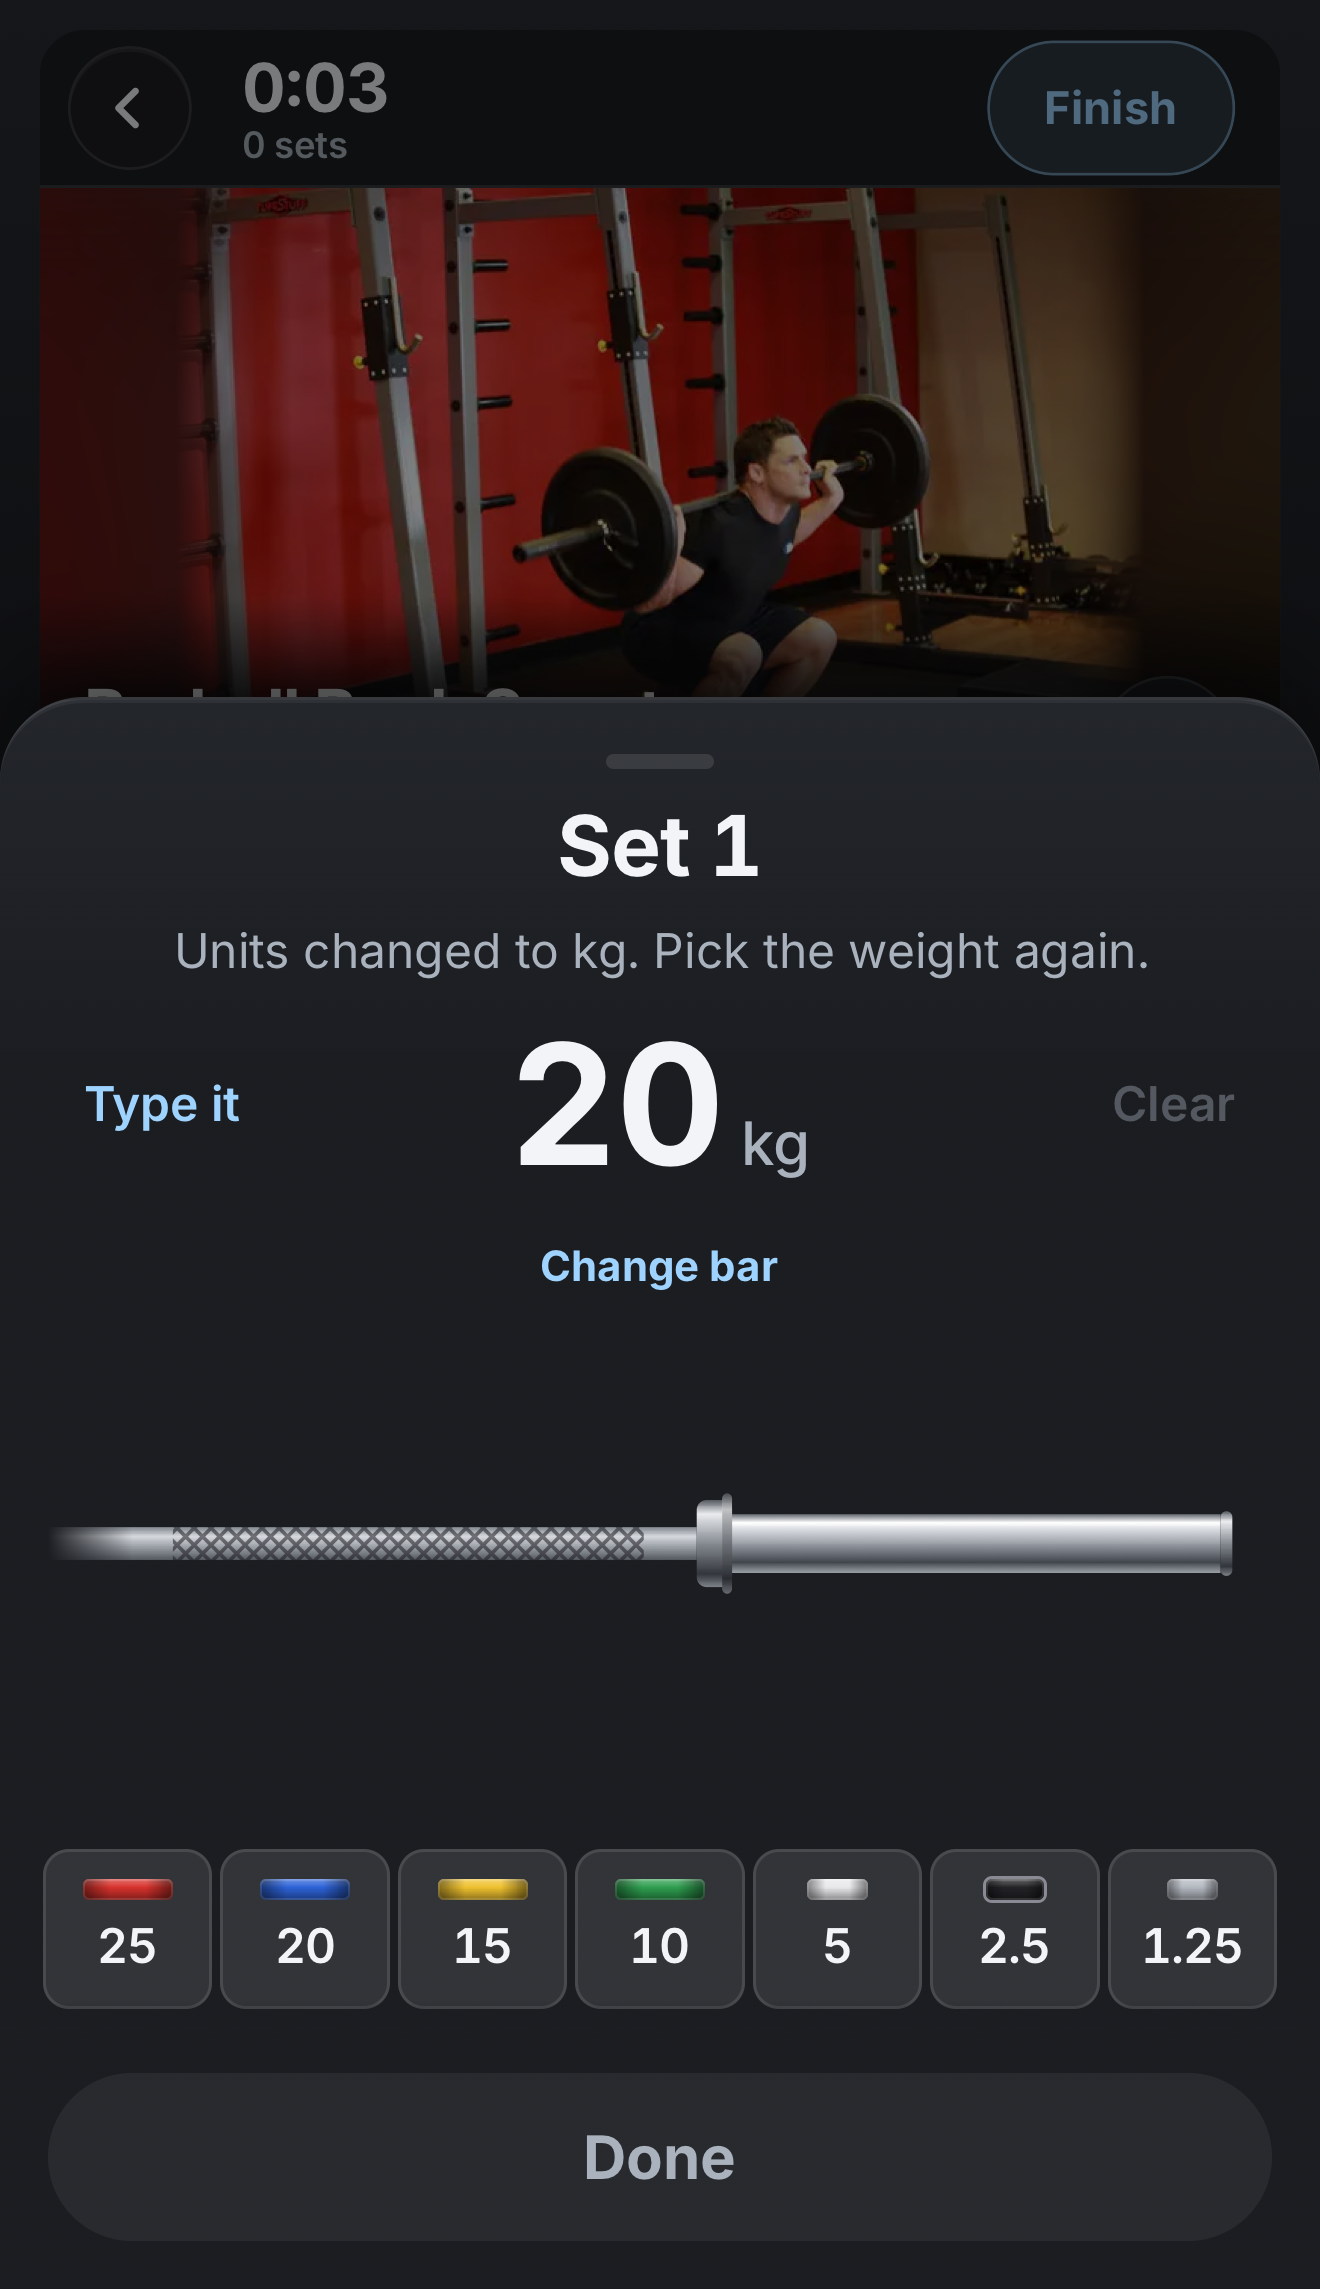 0:03
0 sets
Finish
Set 1
Units changed to kg. Pick the weight again.
Type it
20 kg
Clear
Change bar
25
20
15
10
5
2.5
1.25
Done